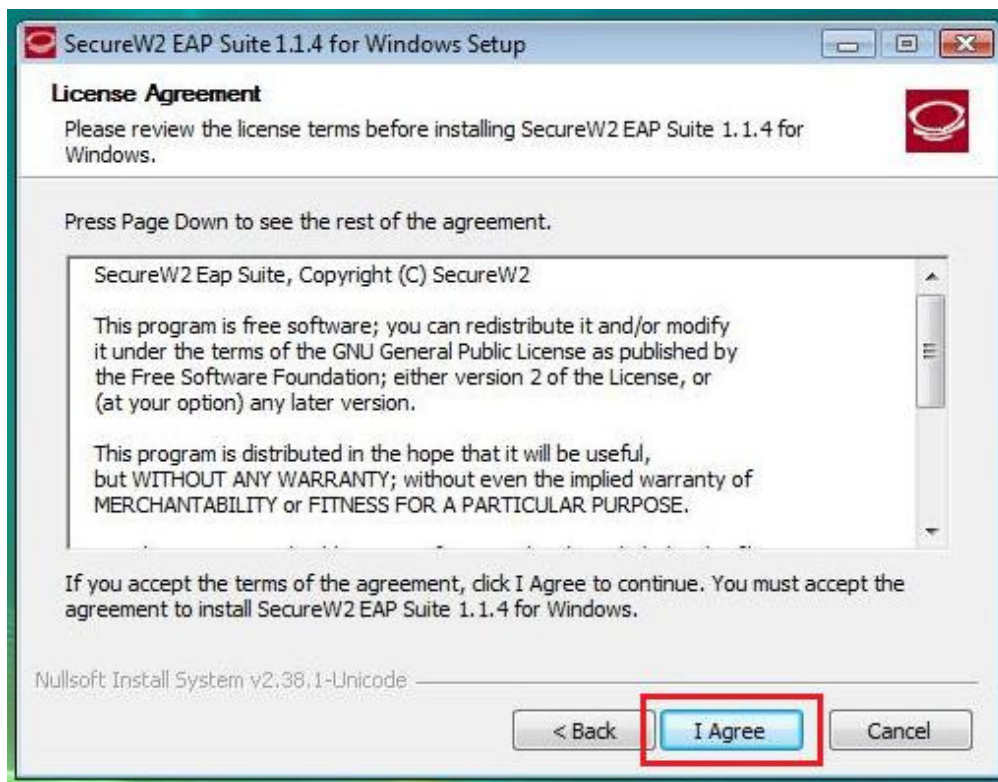 SecureW2 EAP Suite 1.1.4 for Windows Setup
License Agreement
Please review the license terms before installing SecureW2 EAP Suite 1.1.4 for
Windows.
Press Page Down to see the rest of the agreement.
SecureW2 Eap Suite, Copyright (C) SecureW2
This program is free software; you can redistribute it and/or modify
it under the terms of the GNU General Public License as published by
the Free Software Foundation; either version 2 of the License, or
(at your option) any later version.
This program is distributed in the hope that it will be useful,
but WITHOUT ANY WARRANTY; without even the implied warranty of
MERCHANTABILITY or FITNESS FOR A PARTICULAR PURPOSE.
If you accept the terms of the agreement, click I Agree to continue. You must accept the
agreement to install SecureW2 EAP Suite 1.1.4 for Windows.
Nullsoft Install System v2.38.1-Unicode
< Back I Agree Cancel